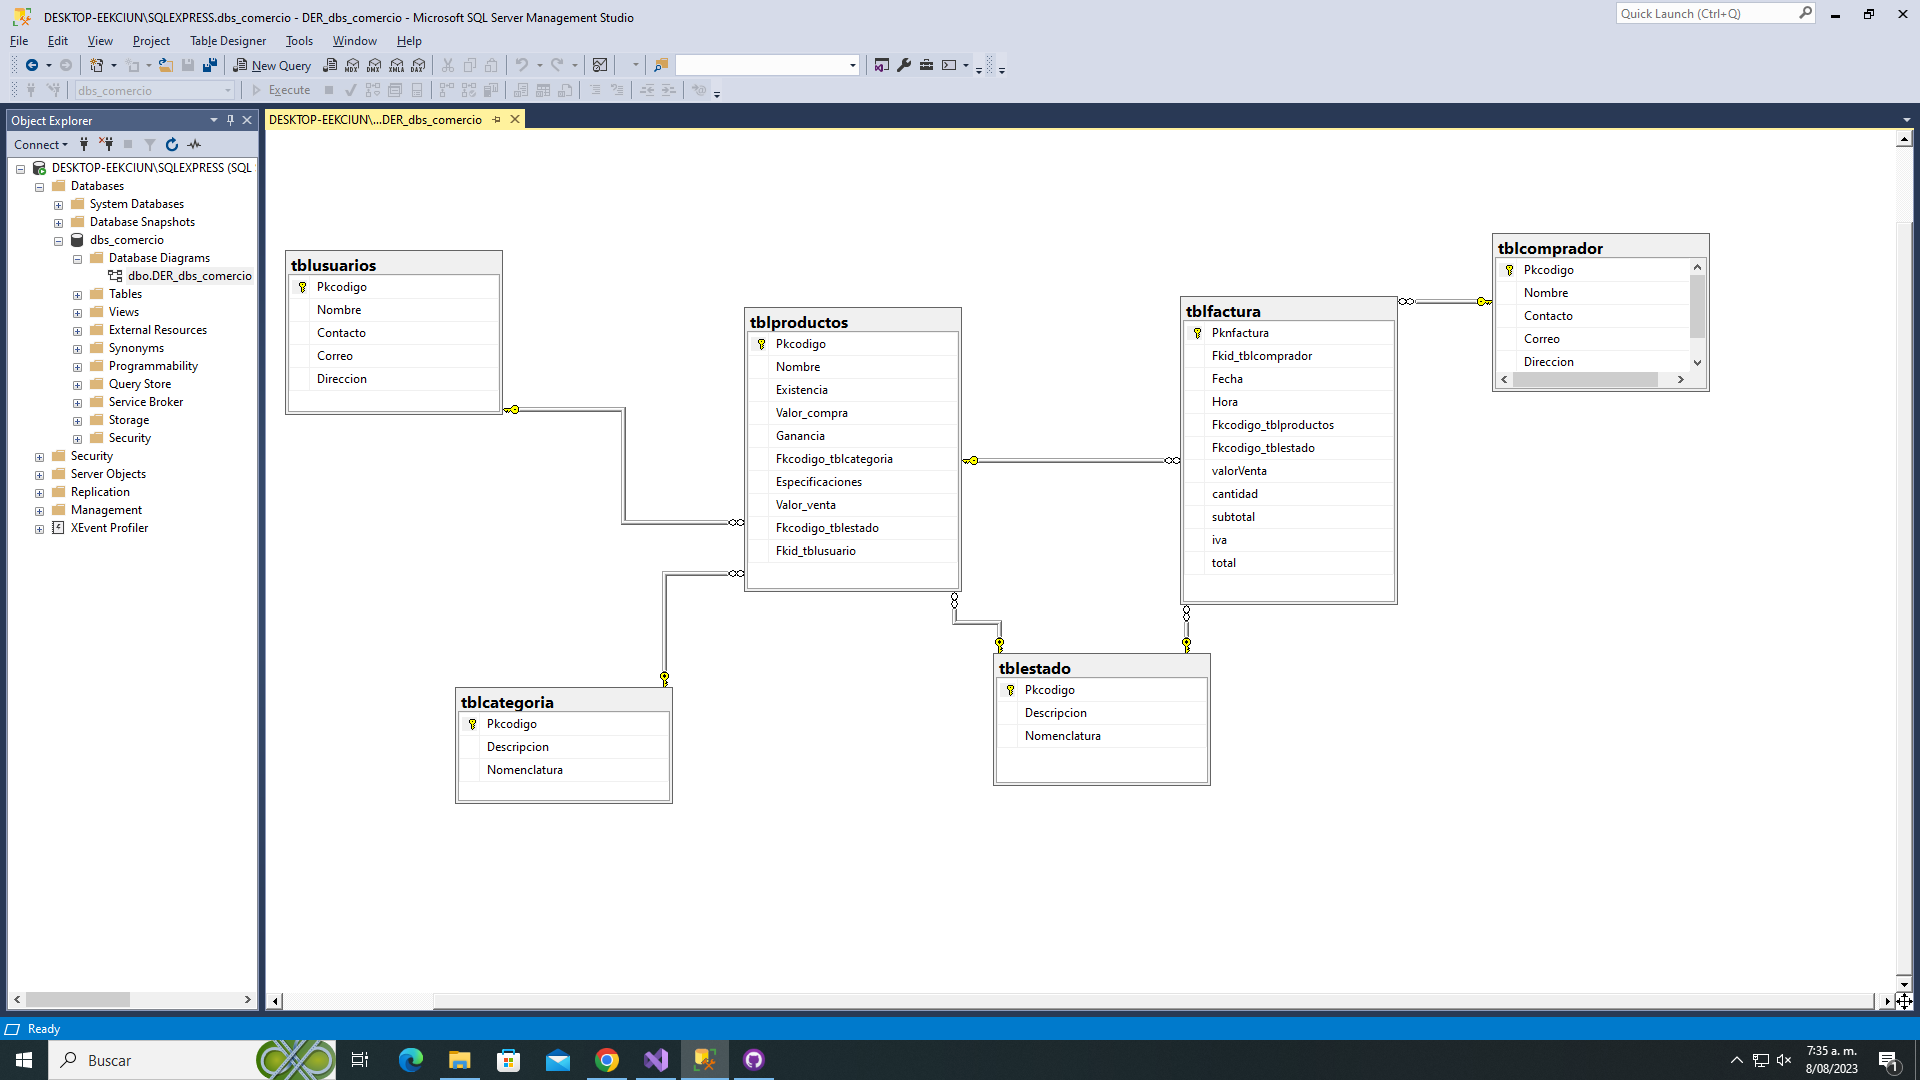 DESKTOP-EEKCIUN\SQLEXPRESS.dbs_comercio - DER_dbs_comercio - Microsoft SQL Server Management Studio
Quick Launch (Ctrl+Q)
File Edit View Project Table Designer Tools Window Help
New Query
MDX DMX XMLA DAX
dbs_comercio
Execute
Object Explorer
DESKTOP-EEKCIUN\...DER_dbs_comercio
Connect
DESKTOP-EEKCIUN\SQLEXPRESS (SQL
Databases
System Databases
Database Snapshots
dbs_comercio
Database Diagrams
dbo.DER_dbs_comercio
Tables
Views
External Resources
Synonyms
Programmability
Query Store
Service Broker
Storage
Security
Security
Server Objects
Replication
Management
XEvent Profiler
tblusuarios
Pkcodigo
Nombre
Contacto
Correo
Direccion
tblproductos
Pkcodigo
Nombre
Existencia
Valor_compra
Ganancia
Fkcodigo_tblcategoria
Especificaciones
Valor_venta
Fkcodigo_tblestado
Fkid_tblusuario
tblfactura
Pknfactura
Fkid_tblcomprador
Fecha
Hora
Fkcodigo_tblproductos
Fkcodigo_tblestado
valorVenta
cantidad
subtotal
iva
total
tblcomprador
Pkcodigo
Nombre
Contacto
Correo
Direccion
tblcategoria
Pkcodigo
Descripcion
Nomenclatura
tblestado
Pkcodigo
Descripcion
Nomenclatura
Ready
Buscar
7:35 a. m.
8/08/2023
1